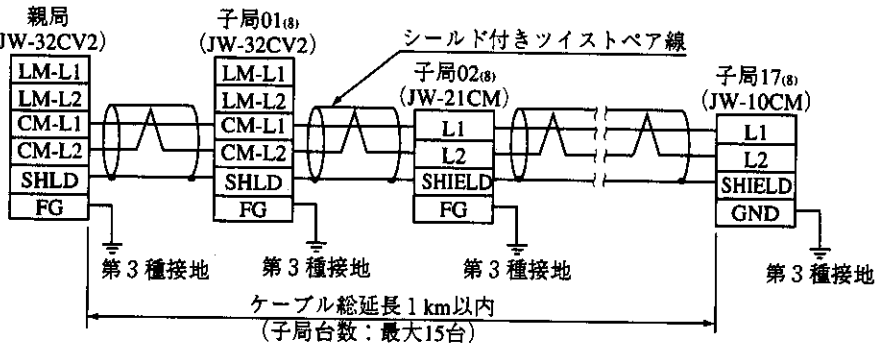 親局
(JW-32CV2)
LM-L1
LM-L2
CM-L1
CM-L2
SHLD
FG
第3種接地
子局01(8)
(JW-32CV2)
LM-L1
LM-L2
CM-L1
CM-L2
SHLD
FG
第3種接地
シールド付きツイストペア線
子局02(8)
(JW-21CM)
L1
L2
SHIELD
FG
第3種接地
子局17(8)
(JW-10CM)
L1
L2
SHIELD
GND
第3種接地
ケーブル総延長1km以内
(子局台数:最大15台)